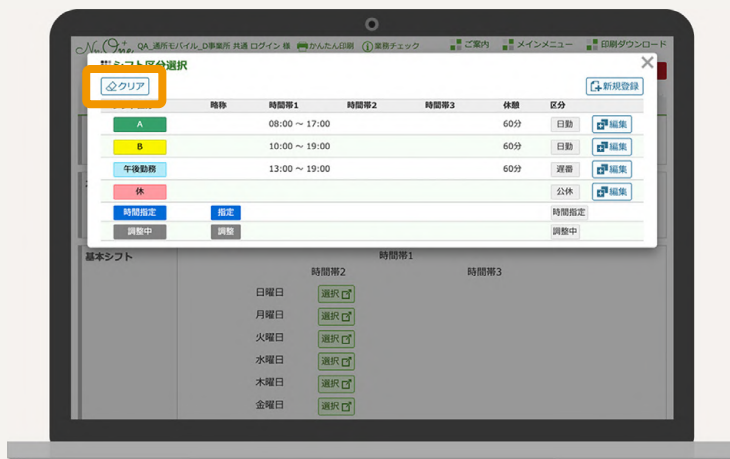 QA_通所モバイル_D事業所 共通 ログイン 様 かんたん印刷 業務チェック ご案内 メインメニュー 印刷ダウンロード
シフト区分選択
クリア 新規登録
略称 時間帯1 時間帯2 時間帯3 休憩 区分
A 08:00 ～ 17:00 60分 日勤 編集
B 10:00 ～ 19:00 60分 日勤 編集
午後勤務 13:00 ～ 19:00 60分 遅番 編集
休 公休 編集
時間指定 指定 時間指定
調整中 調整 調整中
基本シフト 時間帯1
時間帯2 時間帯3
日曜日 選択
月曜日 選択
火曜日 選択
水曜日 選択
木曜日 選択
金曜日 選択